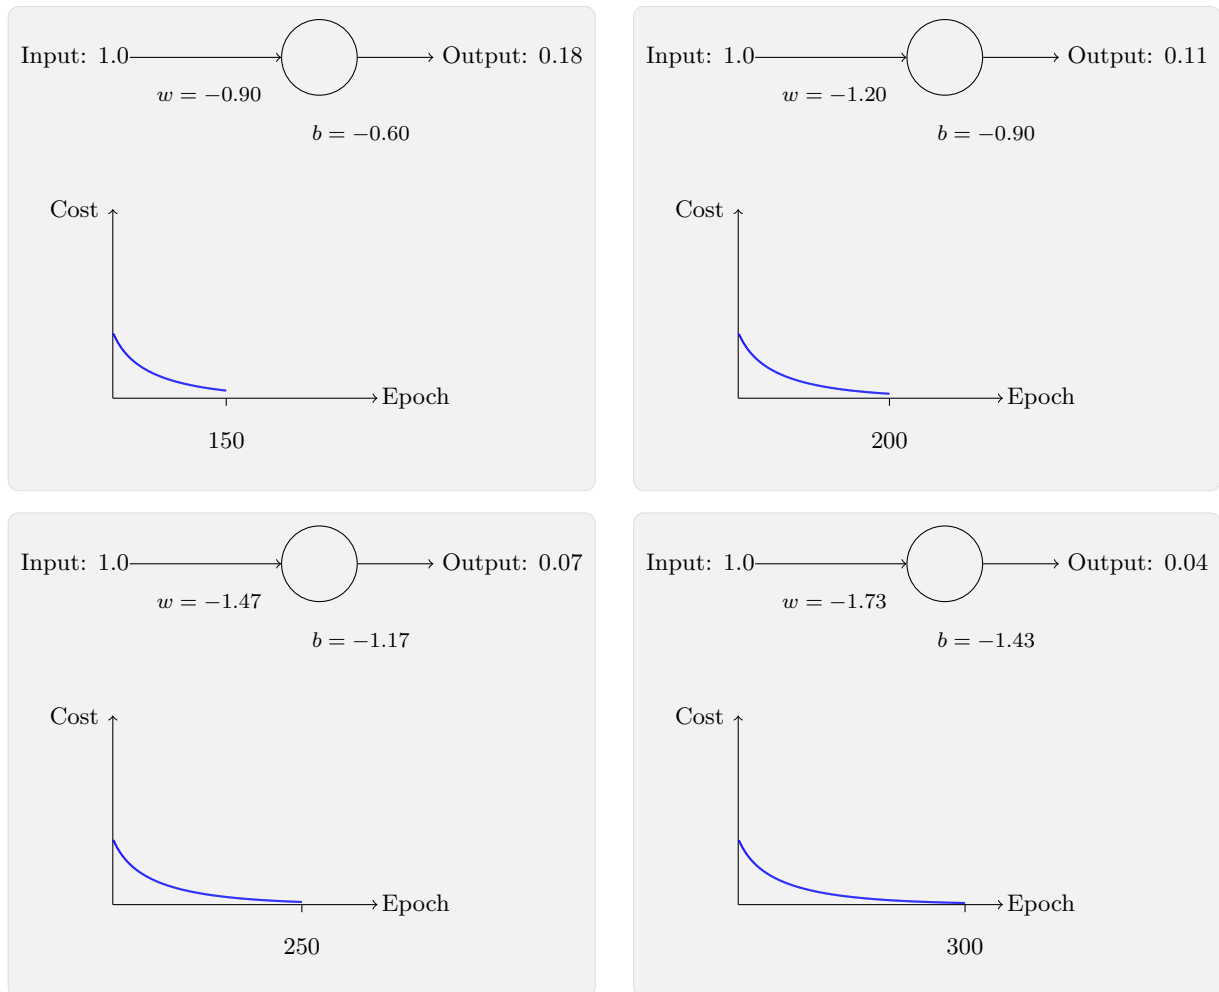 Input: 1.0
Output: 0.18
w = −0.90
b = −0.60
Cost
Epoch
150
Input: 1.0
Output: 0.11
w = −1.20
b = −0.90
Cost
Epoch
200
Input: 1.0
Output: 0.07
w = −1.47
b = −1.17
Cost
Epoch
250
Input: 1.0
Output: 0.04
w = −1.73
b = −1.43
Cost
Epoch
300